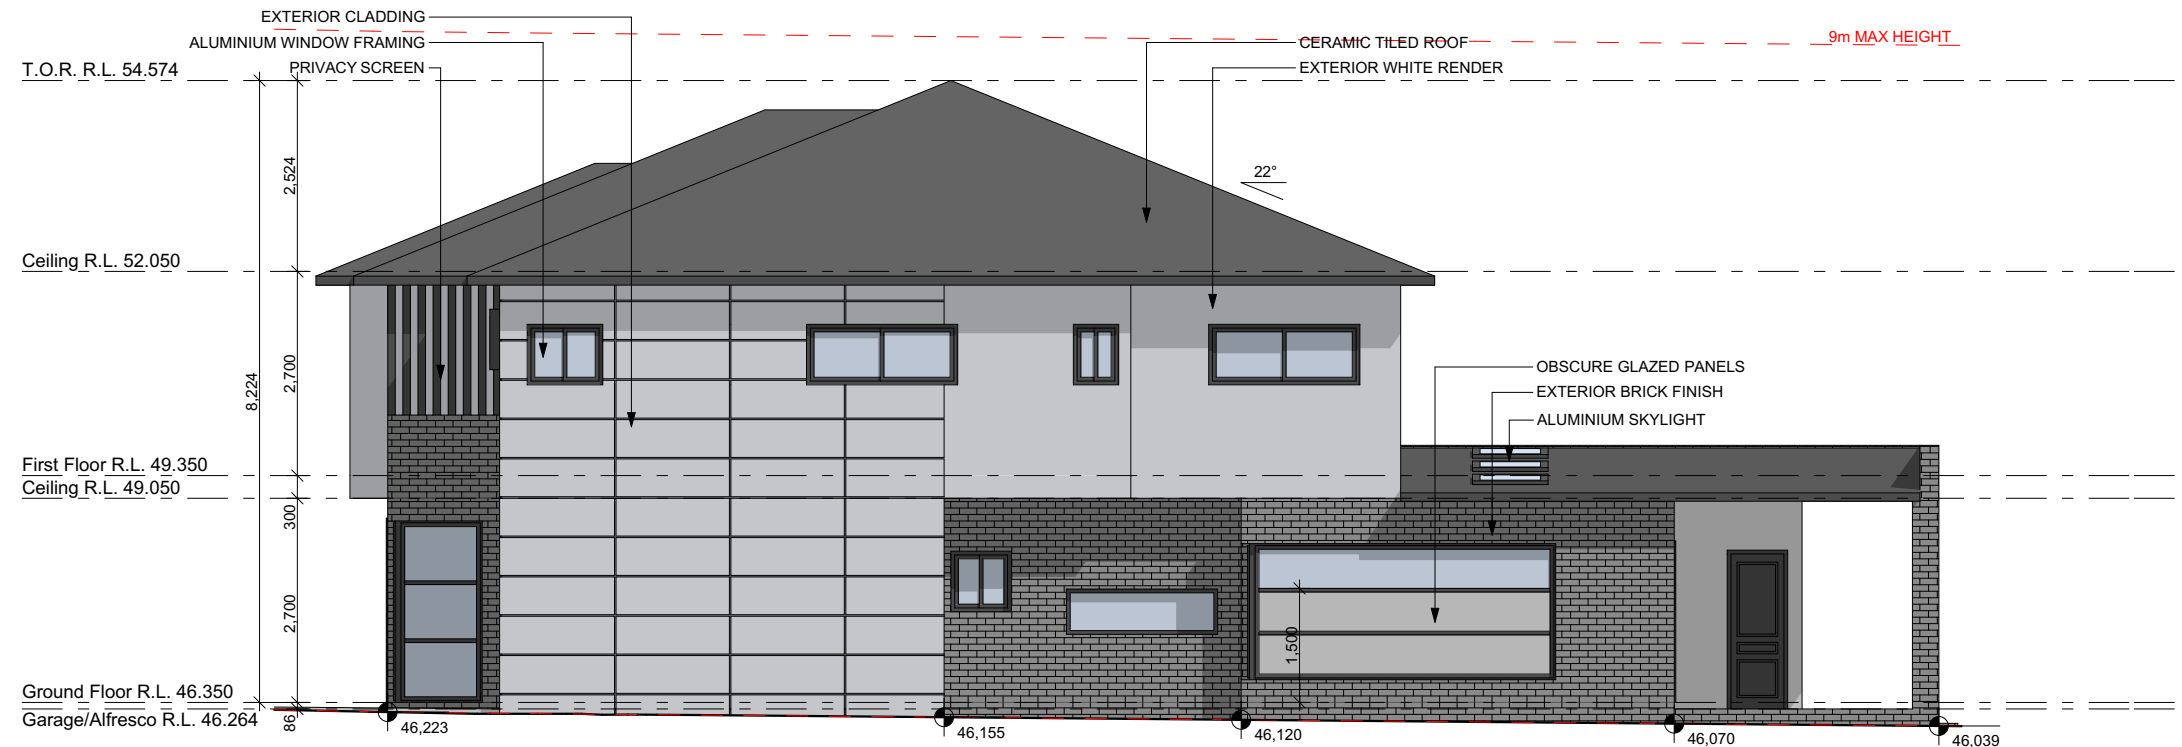 EXTERIOR CLADDING
ALUMINIUM WINDOW FRAMING
PRIVACY SCREEN
CERAMIC TILED ROOF
EXTERIOR WHITE RENDER
9m MAX HEIGHT
T.O.R. R.L. 54.574
2,524
22°
Ceiling R.L. 52.050
2,700
8,224
OBSCURE GLAZED PANELS
EXTERIOR BRICK FINISH
ALUMINIUM SKYLIGHT
First Floor R.L. 49.350
Ceiling R.L. 49.050
300
2,700
1,500
Ground Floor R.L. 46.350
Garage/Alfresco R.L. 46.264
86
46,223
46,155
46,120
46,070
46,039